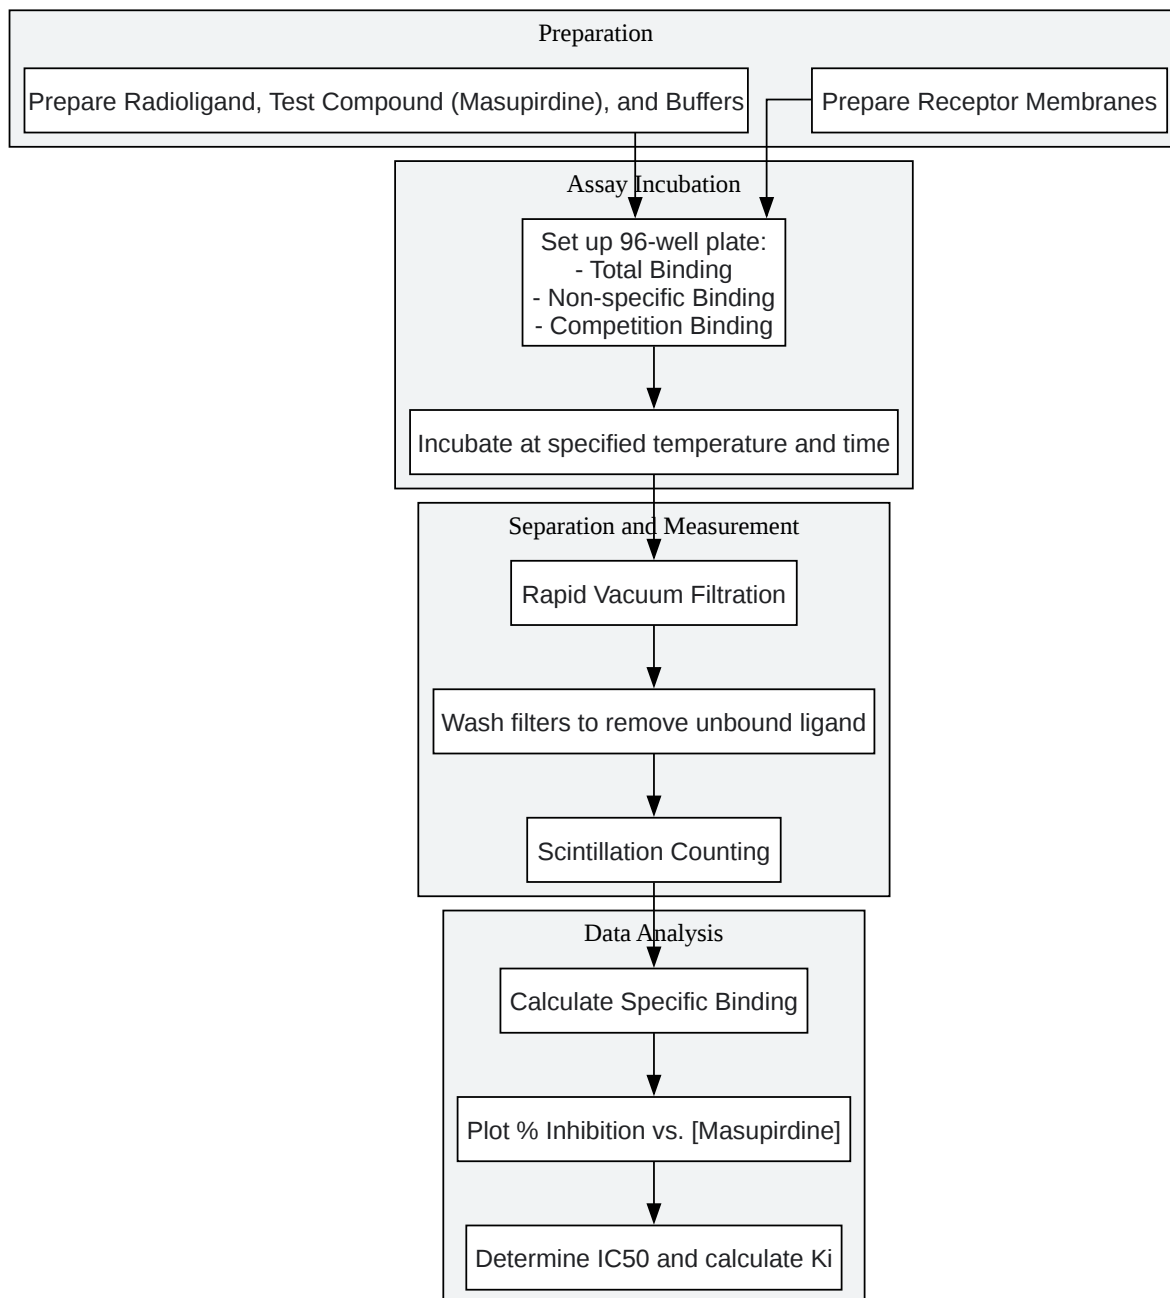 Preparation
Prepare Radioligand, Test Compound (Masupirdine), and Buffers
Prepare Receptor Membranes
Assay Incubation
Set up 96-well plate:
- Total Binding
- Non-specific Binding
- Competition Binding
Incubate at specified temperature and time
Separation and Measurement
Rapid Vacuum Filtration
Wash filters to remove unbound ligand
Scintillation Counting
Data Analysis
Calculate Specific Binding
Plot % Inhibition vs. [Masupirdine]
Determine IC50 and calculate Ki